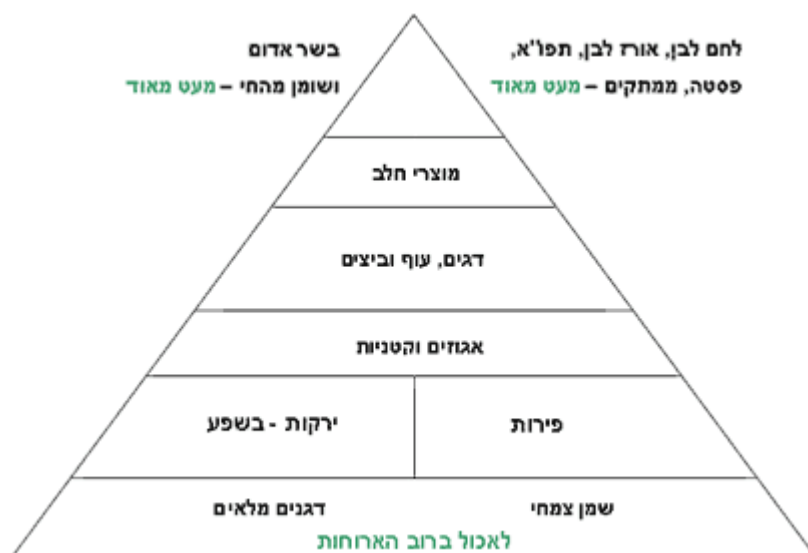 לחם לבן, אורז לבן, תפו"א,
פסטה, ממתקים – מעט מאוד
בשר אדום
ושומן מהחי – מעט מאוד
מוצרי חלב
דגים, עוף וביצים
אגוזים וקטניות
פירות
ירקות - בשפע
שמן צמחי
דגנים מלאים
לאכול ברוב הארוחות